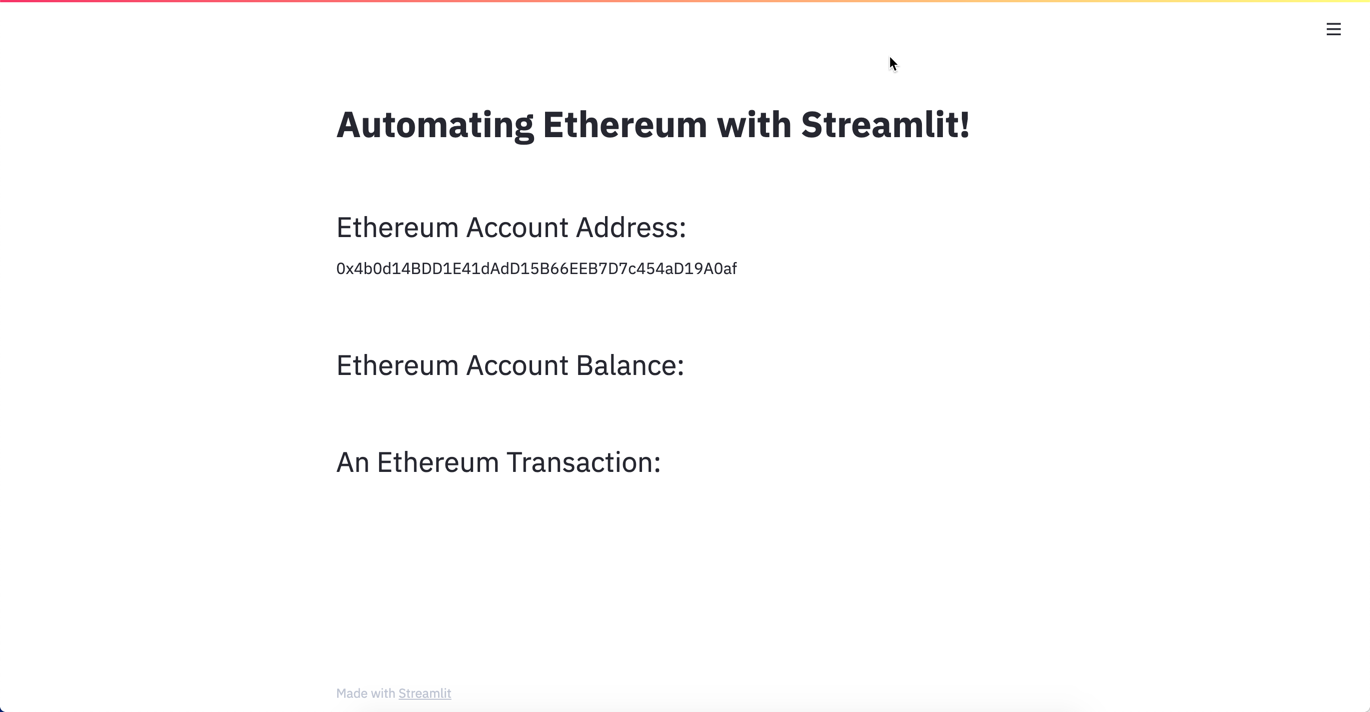 Automating Ethereum with Streamlit!
Ethereum Account Address:
0x4b0d14BDD1E41dAdD15B66EEB7D7c454aD19A0af
Ethereum Account Balance:
An Ethereum Transaction:
Made with Streamlit